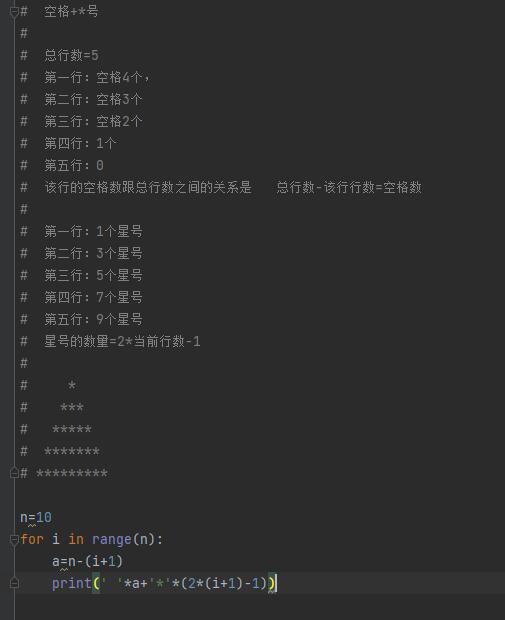 #  空格+*号
#
#  总行数=5
#  第一行：空格4个，
#  第二行：空格3个
#  第三行：空格2个
#  第四行：1个
#  第五行：0
#  该行的空格数跟总行数之间的关系是   总行数-该行行数=空格数
#
#  第一行：1个星号
#  第二行：3个星号
#  第三行：5个星号
#  第四行：7个星号
#  第五行：9个星号
#  星号的数量=2*当前行数-1
#
#     *
#    ***
#   *****
#  *******
# *********
n=10
for i in range(n):
    a=n-(i+1)
    print(' '*a+'*'*(2*(i+1)-1))